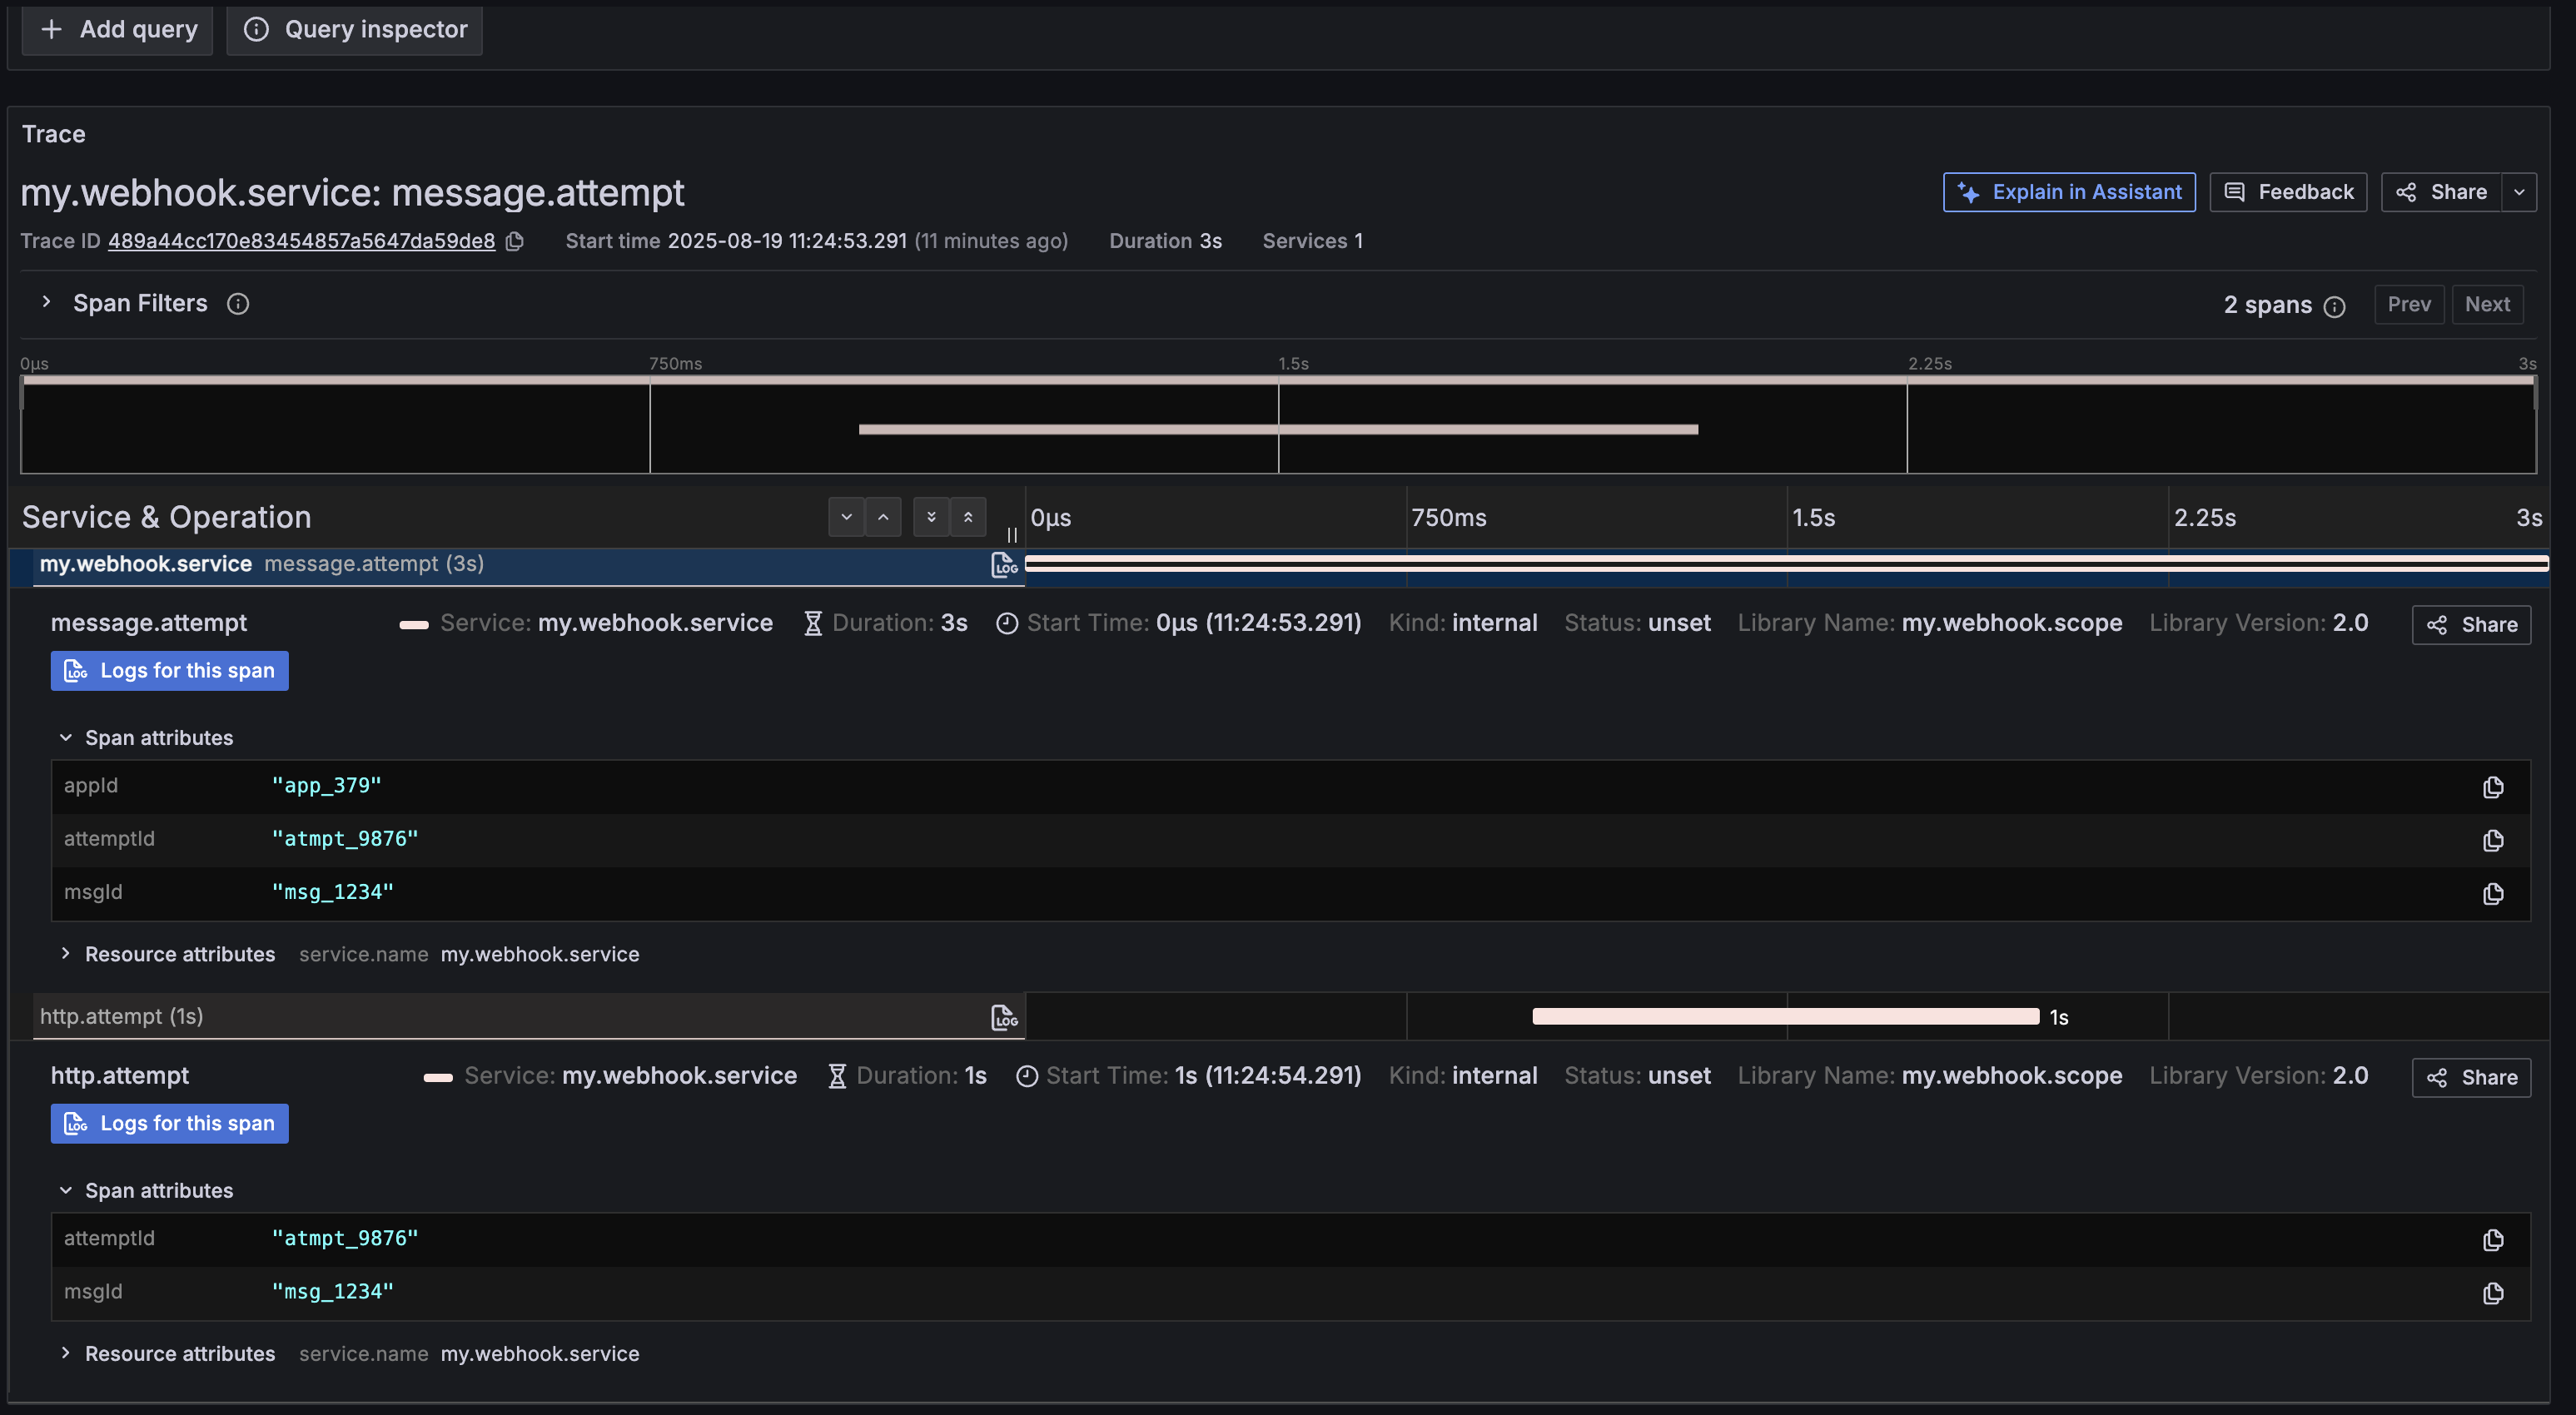 Add query Query inspector
Trace
my.webhook.service: message.attempt Explain in Assistant Feedback Share
Trace ID 489a44cc170e83454857a5647da59de8 Start time 2025-08-19 11:24:53.291 (11 minutes ago) Duration 3s Services 1
Span Filters 2 spans Prev Next
0μs 750ms 1.5s 2.25s 3s
Service & Operation 0μs 750ms 1.5s 2.25s 3s
my.webhook.service message.attempt (3s) LOG
message.attempt Service: my.webhook.service Duration: 3s Start Time: 0μs (11:24:53.291) Kind: internal Status: unset Library Name: my.webhook.scope Library Version: 2.0 Share
LOG Logs for this span
Span attributes
appId "app_379"
attemptId "atmpt_9876"
msgId "msg_1234"
Resource attributes service.name my.webhook.service
http.attempt (1s) LOG 1s
http.attempt Service: my.webhook.service Duration: 1s Start Time: 1s (11:24:54.291) Kind: internal Status: unset Library Name: my.webhook.scope Library Version: 2.0 Share
LOG Logs for this span
Span attributes
attemptId "atmpt_9876"
msgId "msg_1234"
Resource attributes service.name my.webhook.service